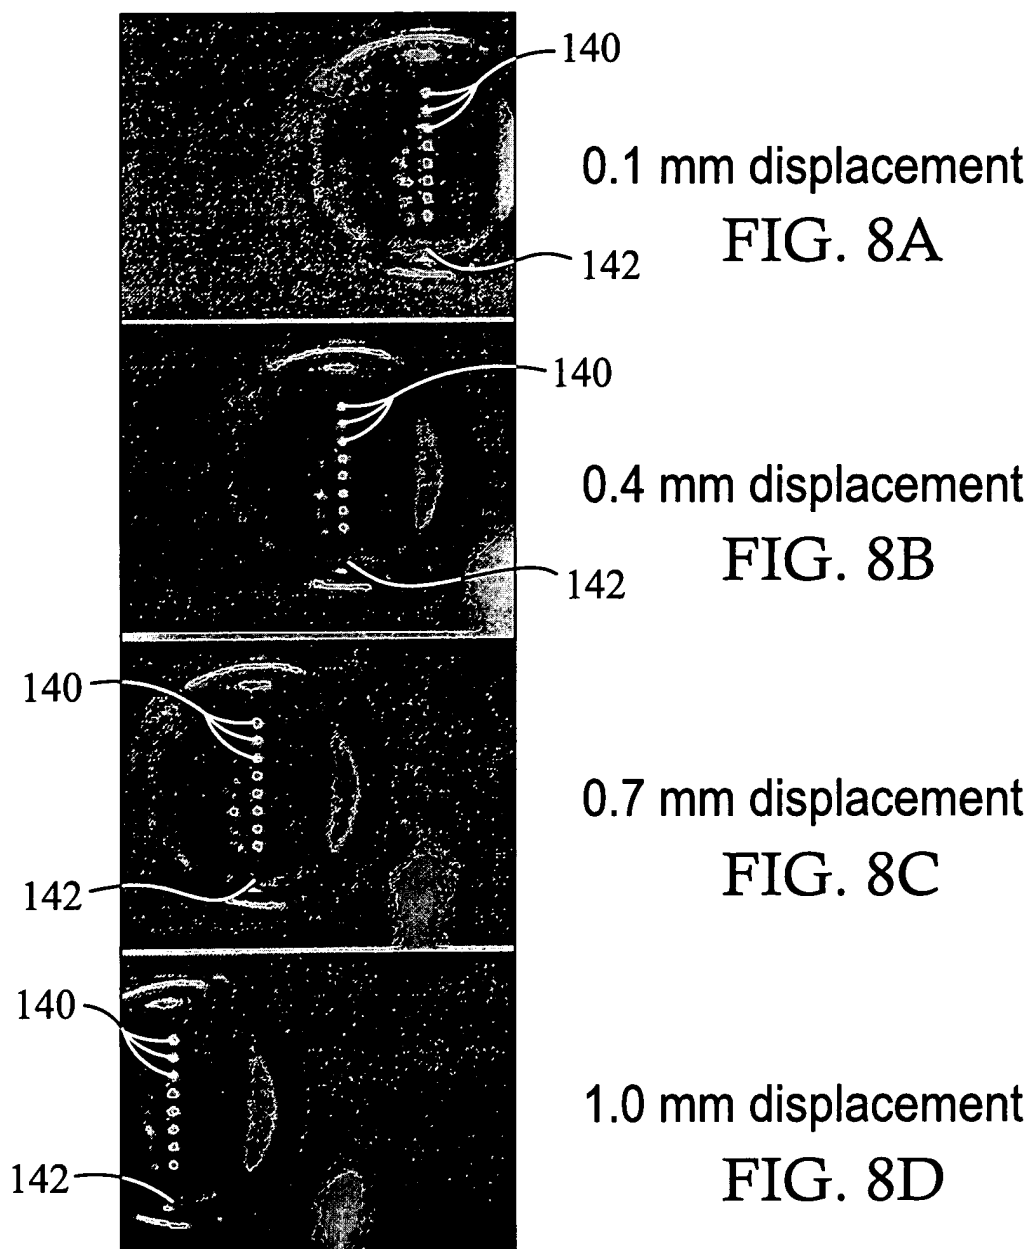 140
0.1 mm displacement
FIG. 8A
142
140
0.4 mm displacement
FIG. 8B
142
140
0.7 mm displacement
FIG. 8C
142
140
1.0 mm displacement
FIG. 8D
142